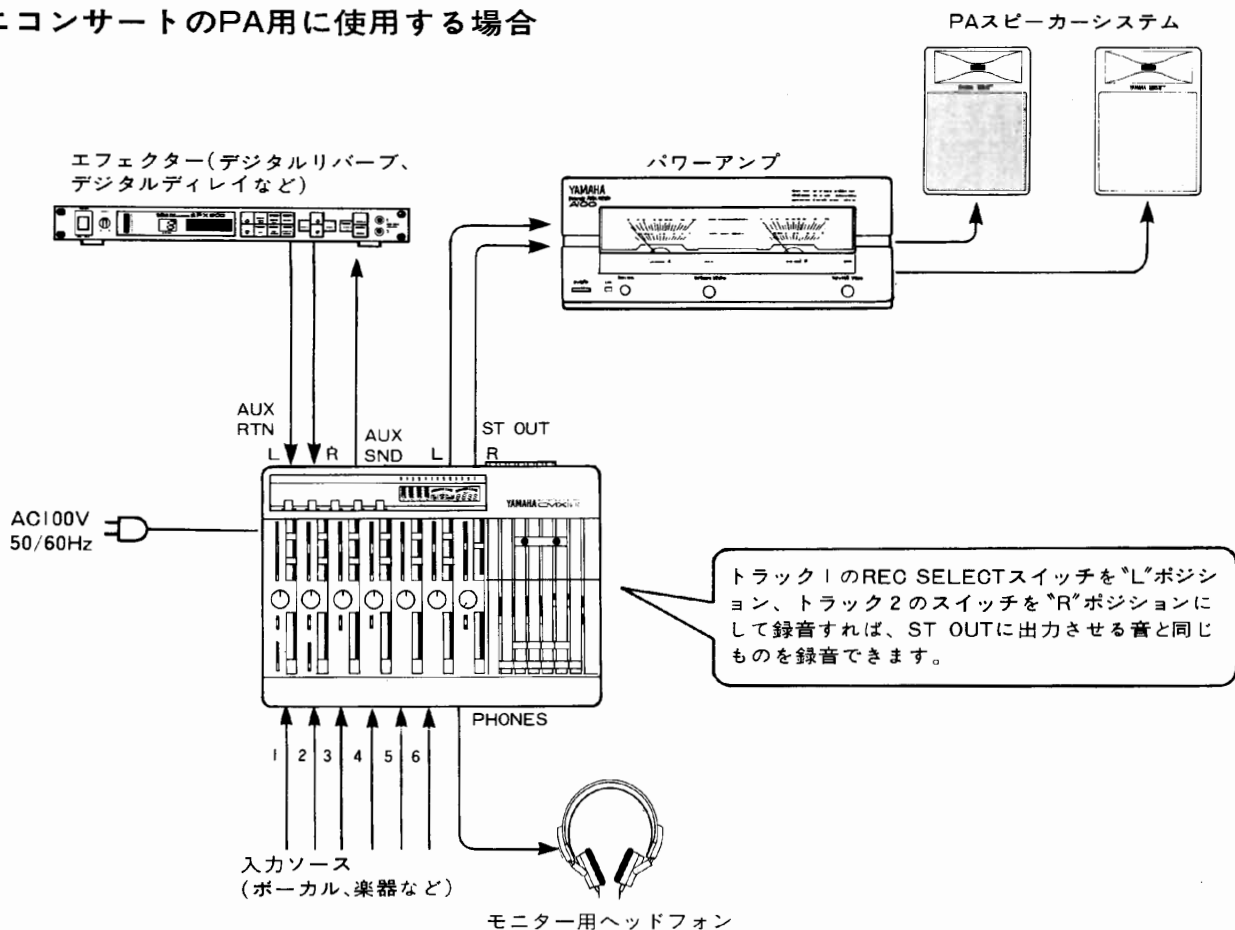 ニコンサートのPA用に使用する場合
PAスピーカーシステム
エフェクター(デジタルリバーブ、
デジタルディレイなど)
パワーアンプ
YAMAHA
AUX
RTN
L
R
AUX
SND
L
ST OUT
R
YAMAHA
AC100V
50/60Hz
トラック1のREC SELECTスイッチを"L"ポジシ
ョン、トラック2のスイッチを"R"ポジションに
して録音すれば、ST OUTに出力させる音と同じ
ものを録音できます。
PHONES
1 2 3 4 5 6
入力ソース
(ボーカル、楽器など)
モニター用ヘッドフォン